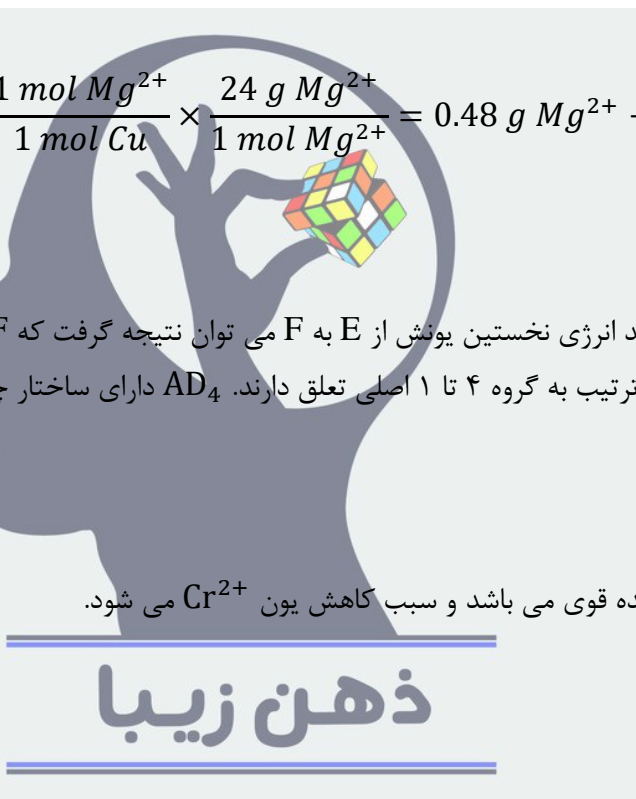 1 mol Mg²⁺ / 1 mol Cu × 24 g Mg²⁺ / 1 mol Mg²⁺ = 0.48 g Mg²⁺
د انرژی نخستین یونش از E به F می توان نتیجه گرفت که F
ترتیب به گروه ۴ تا ۱ اصلی تعلق دارند. AD₄ دارای ساختار چ
ده قوی می باشد و سبب کاهش یون Cr²⁺ می شود.
ذهن زیبا